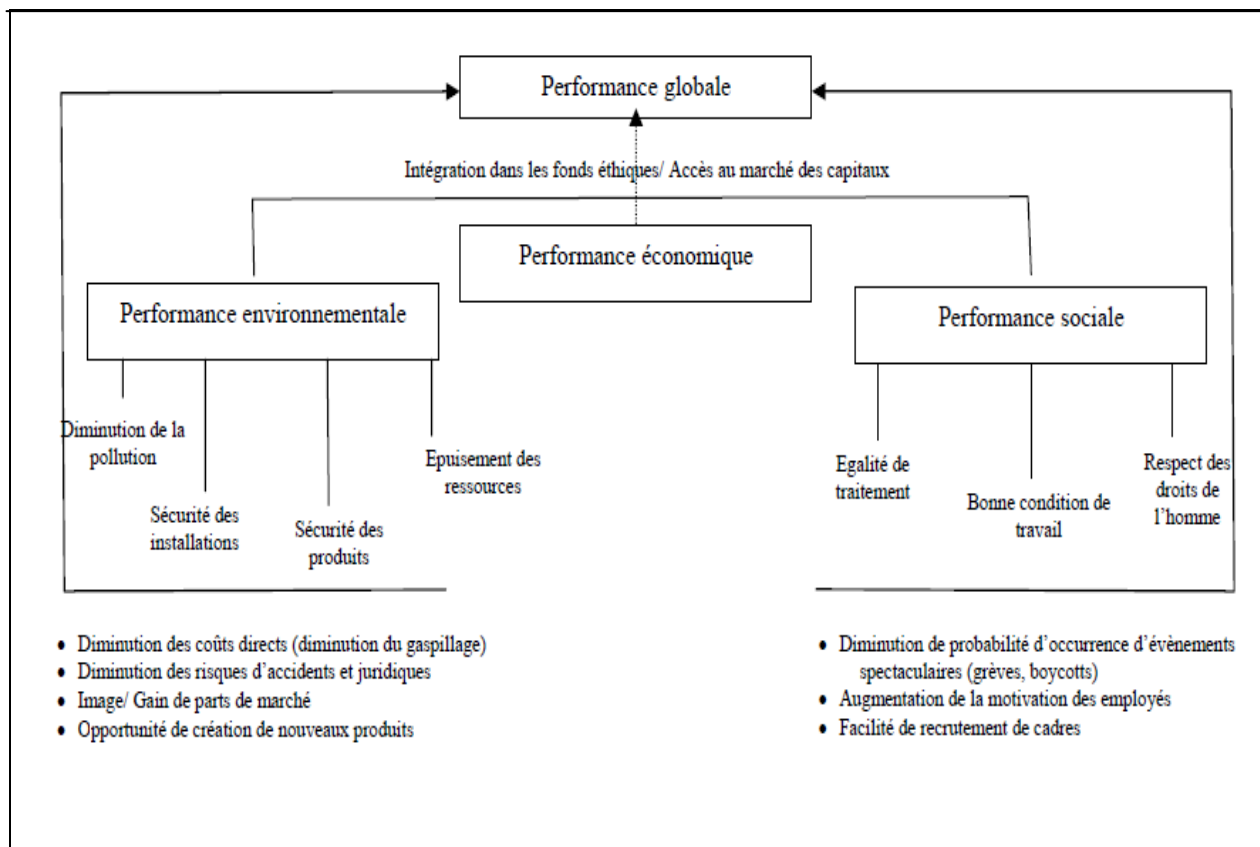 Performance globale
Intégration dans les fonds éthiques/ Accès au marché des capitaux
Performance économique
Performance environnementale
Performance sociale
Diminution de la
pollution
Sécurité des
installations
Sécurité des
produits
Epuisement des
ressources
Egalité de
traitement
Bonne condition de
travail
Respect des
droits de
l’homme
• Diminution des coûts directs (diminution du gaspillage)
• Diminution des risques d’accidents et juridiques
• Image/ Gain de parts de marché
• Opportunité de création de nouveaux produits
• Diminution de probabilité d’occurrence d’évènements
spectaculaires (grèves, boycotts)
• Augmentation de la motivation des employés
• Facilité de recrutement de cadres